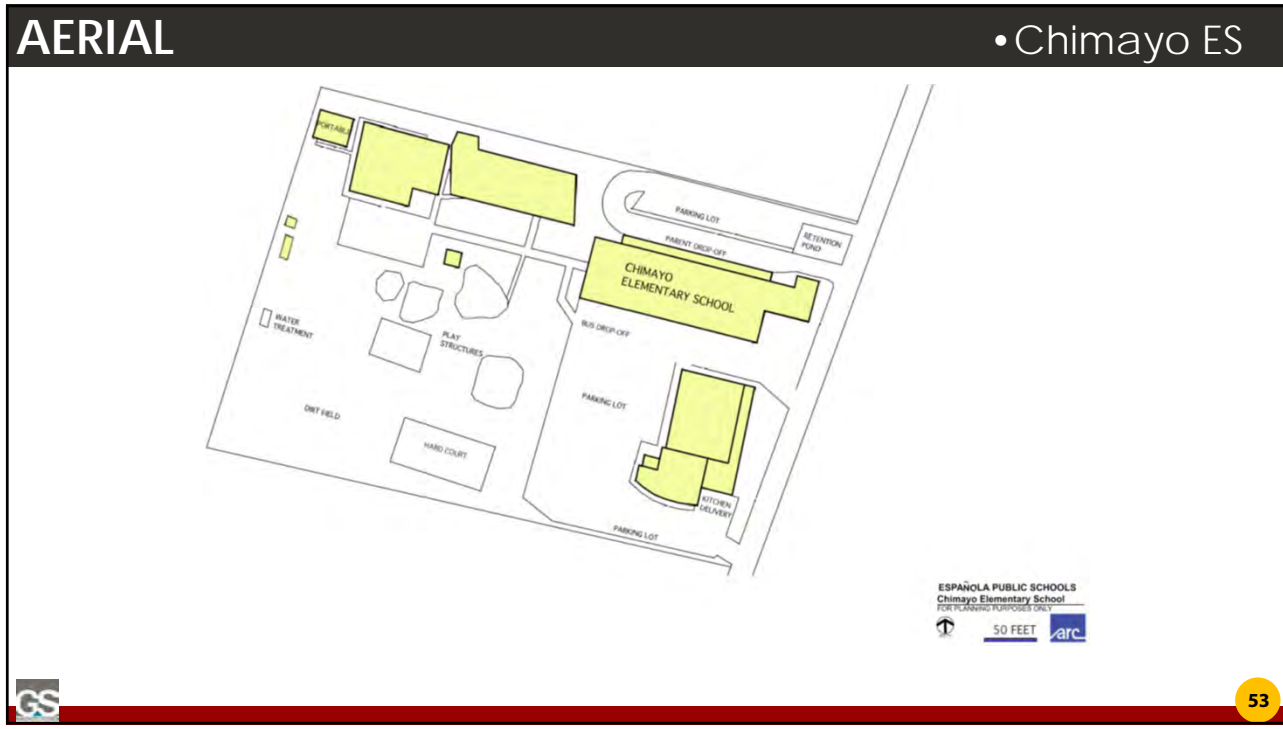 AERIAL
•Chimayo ES
PORTABLE
PARKING LOT
RETENTION
POND
PARENT DROP-OFF
CHIMAYO
ELEMENTARY SCHOOL
WATER
TREATMENT
PLAY
STRUCTURES
BUS DROP-OFF
PARKING LOT
DIRT FIELD
HARD COURT
KITCHEN
DELIVERY
PARKING LOT
ESPAÑOLA PUBLIC SCHOOLS
Chimayo Elementary School
FOR PLANNING PURPOSES ONLY
50 FEET
arc
GS
53